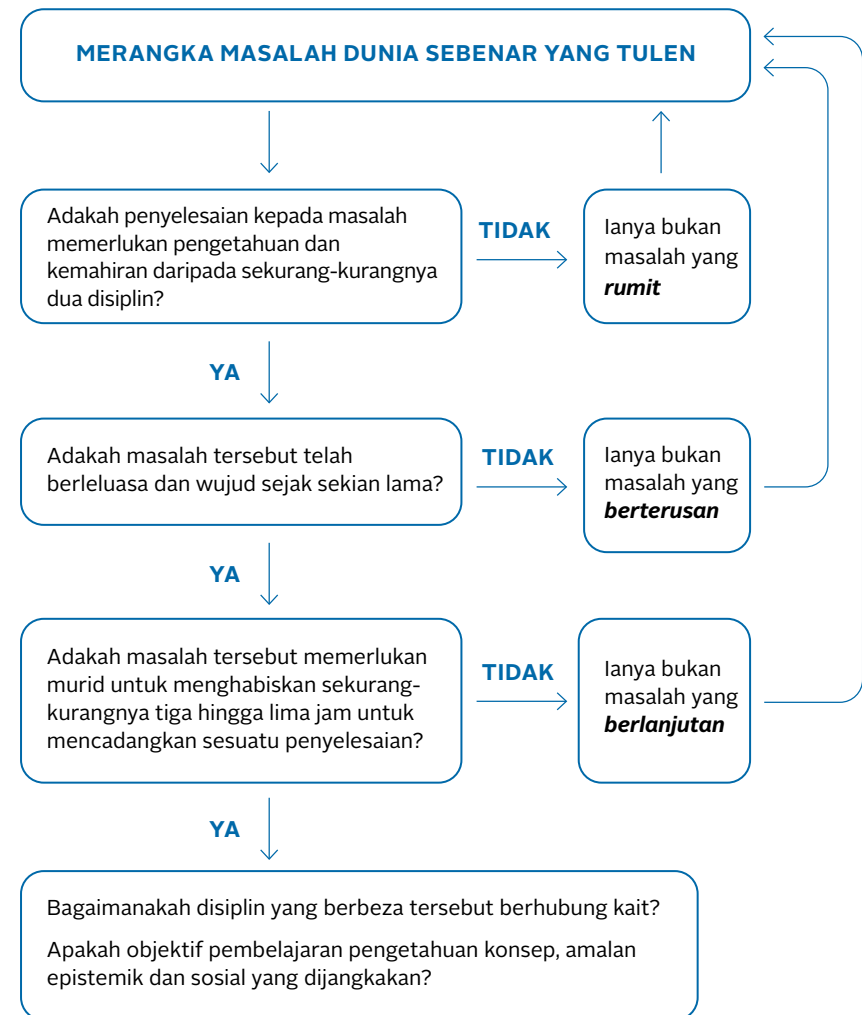 MERANGKA MASALAH DUNIA SEBENAR YANG TULEN
Adakah penyelesaian kepada masalah
memerlukan pengetahuan dan
kemahiran daripada sekurang-kurangnya
dua disiplin?
TIDAK
Ianya bukan
masalah yang
rumit
YA
Adakah masalah tersebut telah
berleluasa dan wujud sejak sekian lama?
TIDAK
Ianya bukan
masalah yang
berterusan
YA
Adakah masalah tersebut memerlukan
murid untuk menghabiskan sekurang-
kurangnya tiga hingga lima jam untuk
mencadangkan sesuatu penyelesaian?
TIDAK
Ianya bukan
masalah yang
berlanjutan
YA
Bagaimanakah disiplin yang berbeza tersebut berhubung kait?
Apakah objektif pembelajaran pengetahuan konsep, amalan
epistemik dan sosial yang dijangkakan?